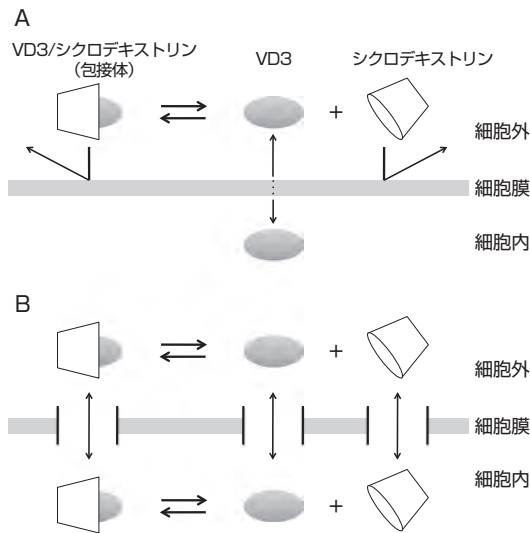 A
VD3/シクロデキストリン
(包接体)
VD3
シクロデキストリン
+
細胞外
細胞膜
細胞内
B
+
細胞外
細胞膜
細胞内
+